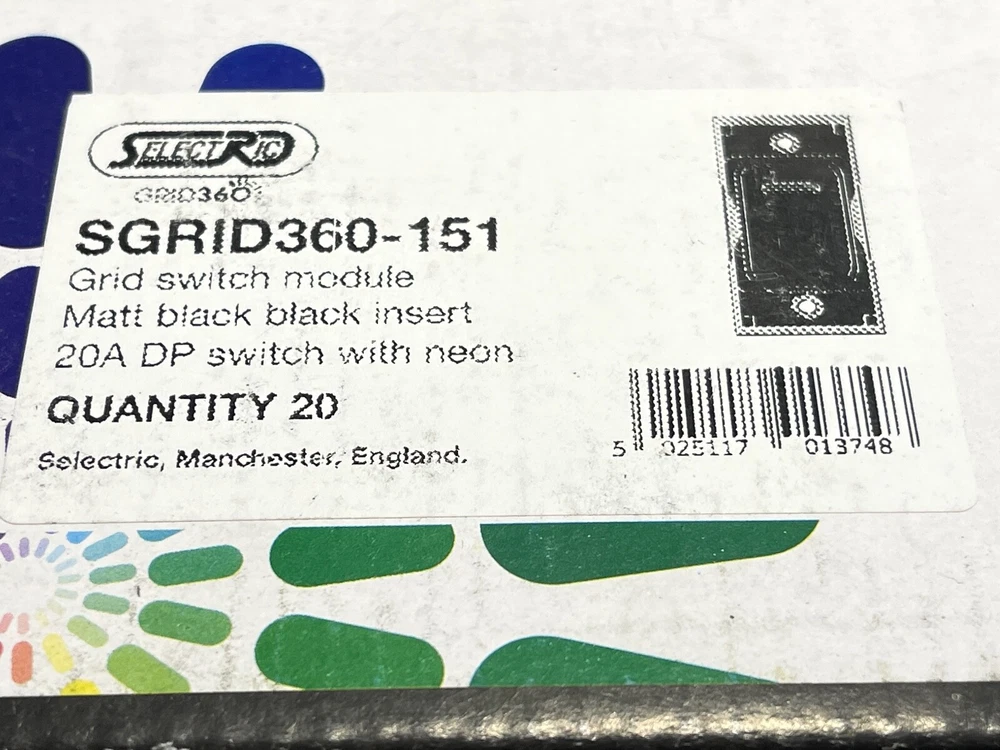 SELECTRIC
GRID360
SGRID360-151
Grid switch module
Matt black black insert
20A DP switch with neon
QUANTITY 20
Selectric, Manchester, England.
5 025117 013748